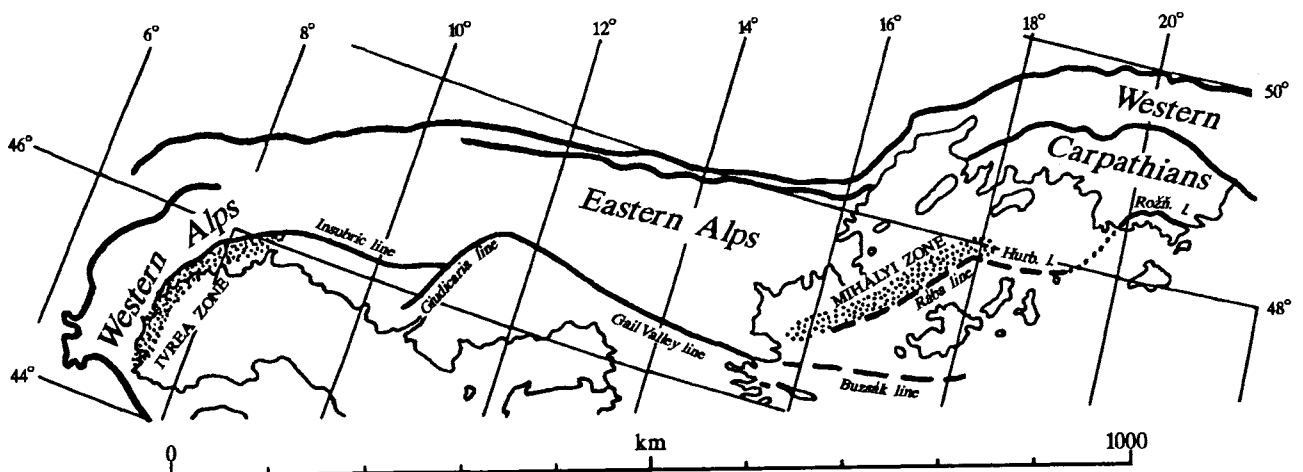 6°
8°
10°
12°
14°
16°
18°
20°
50°
46°
44°
48°
Western Alps
IVREA ZONE
Insubric line
Giudicaria line
Eastern Alps
Gail Valley line
MIHÁLYI ZONE
Rába line
Buzsák line
Hurb. l.
Rožň. l.
Western
Carpathians
0
km
1000